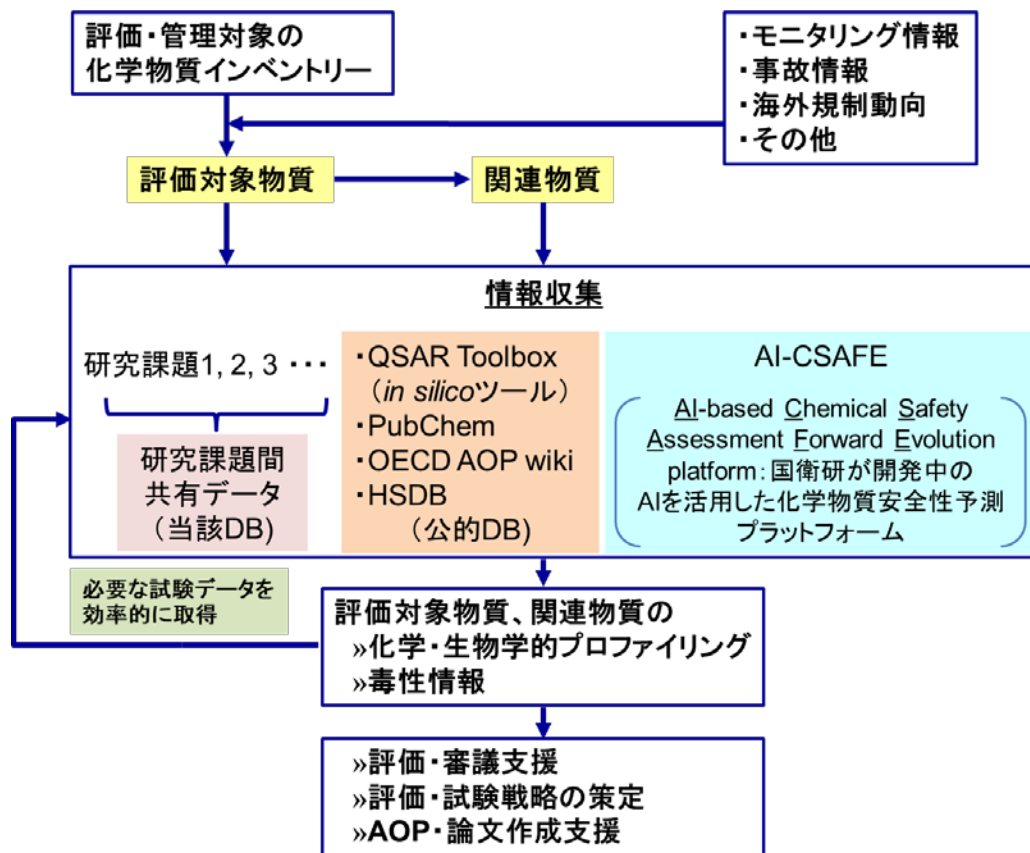 評価・管理対象の
化学物質インベントリー
・モニタリング情報
・事故情報
・海外規制動向
・その他
評価対象物質
関連物質
情報収集
研究課題1, 2, 3 ･･･
研究課題間
共有データ
（当該DB）
・QSAR Toolbox
（in silicoツール）
・PubChem
・OECD AOP wiki
・HSDB
（公的DB）
AI-CSAFE
AI-based Chemical Safety
Assessment Forward Evolution
platform：国衛研が開発中の
AIを活用した化学物質安全性予測
プラットフォーム
必要な試験データを
効率的に取得
評価対象物質、関連物質の
»化学・生物学的プロファイリング
»毒性情報
»評価・審議支援
»評価・試験戦略の策定
»AOP・論文作成支援